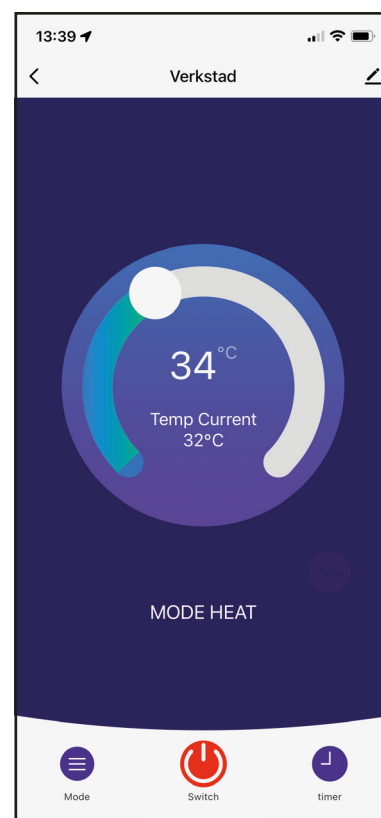 13:39
Verkstad
34°C
Temp Current
32°C
MODE HEAT
Mode
Switch
timer